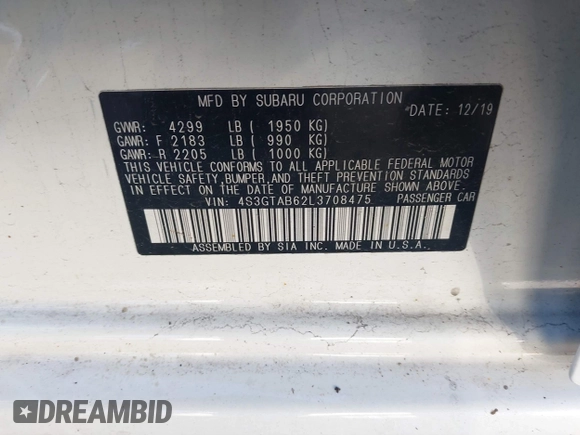 MFD BY SUBARU CORPORATION DATE: 12/19
GVWR: 4299 LB ( 1950 KG)
GAWR: F 2183 LB ( 990 KG)
GAWR: R 2205 LB ( 1000 KG)
THIS VEHICLE CONFORMS TO ALL APPLICABLE FEDERAL MOTOR
VEHICLE SAFETY,BUMPER,AND THEFT PREVENTION STANDARDS
IN EFFECT ON THE DATE OF MANUFACTURE SHOWN ABOVE.
VIN: 4S3GTAB62L3708475 PASSENGER CAR
ASSEMBLED BY SIA INC. MADE IN U.S.A.
DREAMBID